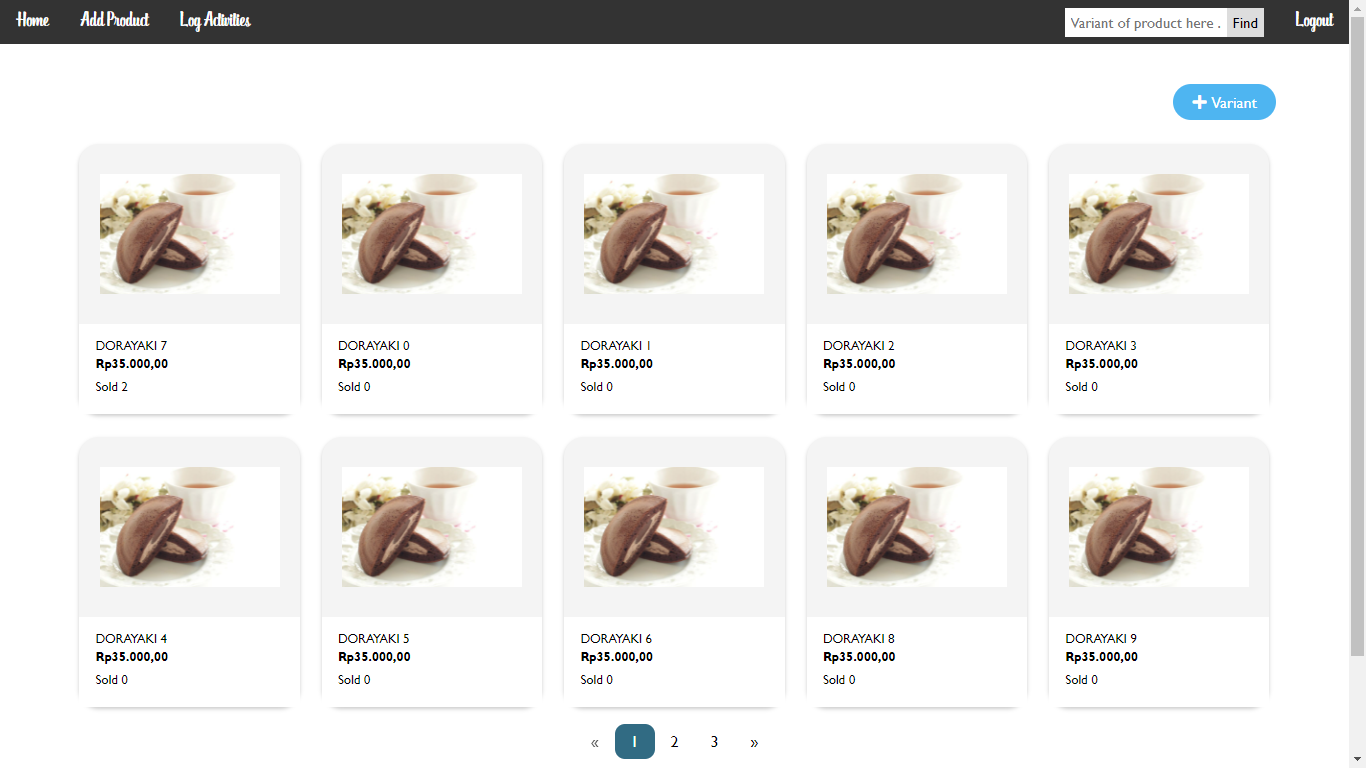 Home Add Product Log Activities Variant of product here . Find Logout
+ Variant
DORAYAKI 7
Rp35.000,00
Sold 2
DORAYAKI 0
Rp35.000,00
Sold 0
DORAYAKI 1
Rp35.000,00
Sold 0
DORAYAKI 2
Rp35.000,00
Sold 0
DORAYAKI 3
Rp35.000,00
Sold 0
DORAYAKI 4
Rp35.000,00
Sold 0
DORAYAKI 5
Rp35.000,00
Sold 0
DORAYAKI 6
Rp35.000,00
Sold 0
DORAYAKI 8
Rp35.000,00
Sold 0
DORAYAKI 9
Rp35.000,00
Sold 0
« 1 2 3 »